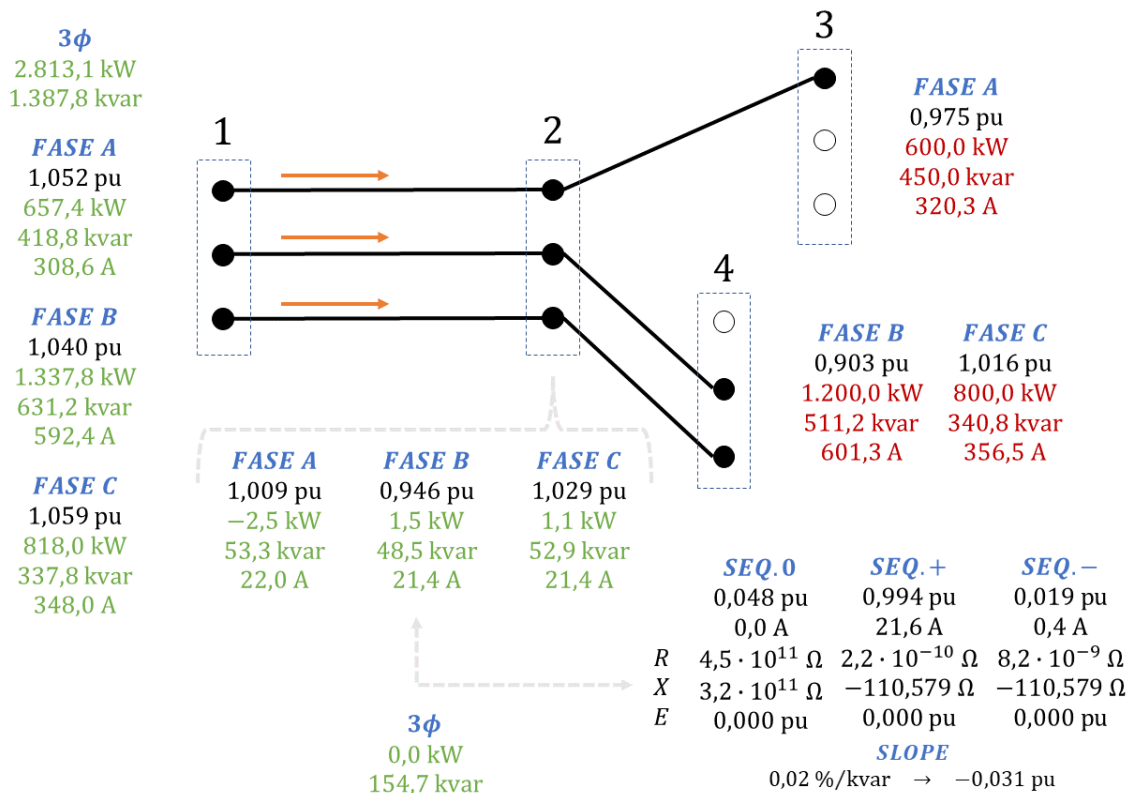 3ϕ
2.813,1 kW
1.387,8 kvar
FASE A
1,052 pu
657,4 kW
418,8 kvar
308,6 A
FASE B
1,040 pu
1.337,8 kW
631,2 kvar
592,4 A
FASE C
1,059 pu
818,0 kW
337,8 kvar
348,0 A
1
2
3
FASE A
0,975 pu
600,0 kW
450,0 kvar
320,3 A
4
FASE B FASE C
0,903 pu 1,016 pu
1.200,0 kW 800,0 kW
511,2 kvar 340,8 kvar
601,3 A 356,5 A
FASE A FASE B FASE C
1,009 pu 0,946 pu 1,029 pu
−2,5 kW 1,5 kW 1,1 kW
53,3 kvar 48,5 kvar 52,9 kvar
22,0 A 21,4 A 21,4 A
3ϕ
0,0 kW
154,7 kvar
SEQ. 0 SEQ. + SEQ. −
0,048 pu 0,994 pu 0,019 pu
0,0 A 21,6 A 0,4 A
R 4,5 · 10¹¹ Ω 2,2 · 10⁻¹⁰ Ω 8,2 · 10⁻⁹ Ω
X 3,2 · 10¹¹ Ω −110,579 Ω −110,579 Ω
E 0,000 pu 0,000 pu 0,000 pu
SLOPE
0,02 %/kvar → −0,031 pu